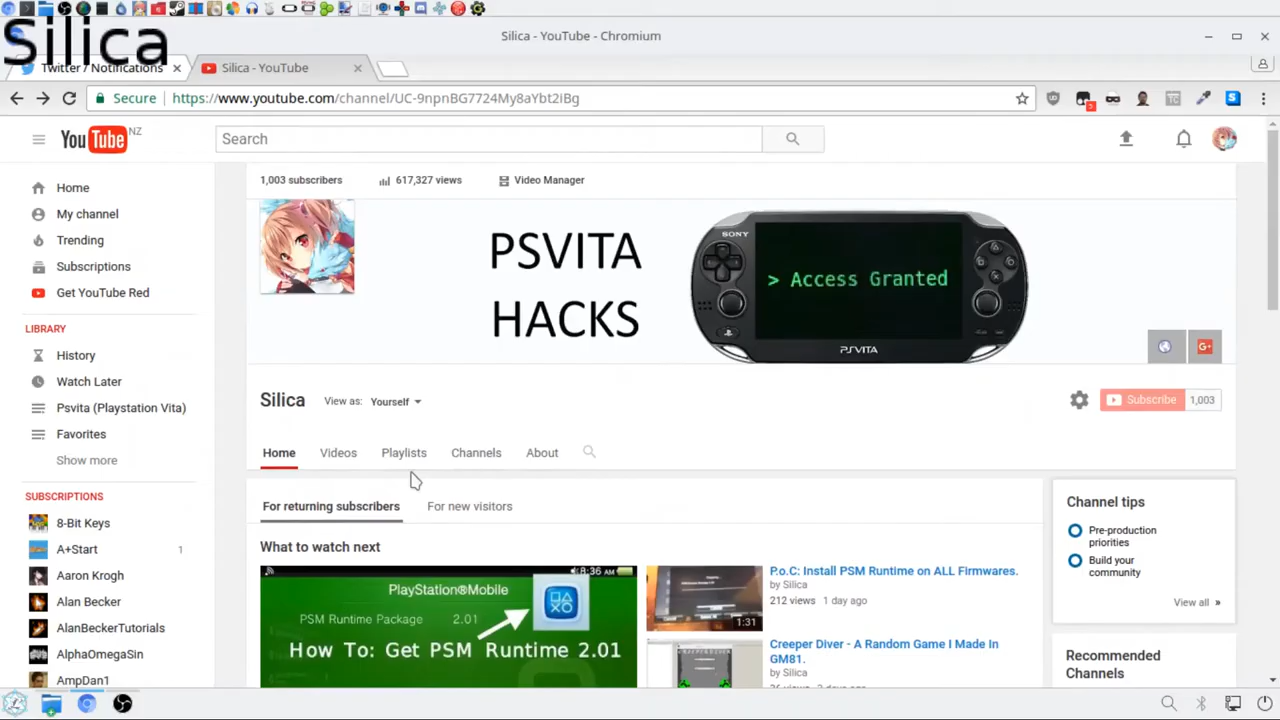 Silica - YouTube - Chromium
Silica
Twitter / Notifications
Silica - YouTube
Secure
https://www.youtube.com/channel/UC-9npnBG7724My8aYbt2iBg
YouTube NZ
Search
1,003 subscribers
617,327 views
Video Manager
Home
My channel
Trending
Subscriptions
Get YouTube Red
LIBRARY
History
Watch Later
Psvita (Playstation Vita)
Favorites
Show more
SUBSCRIPTIONS
8-Bit Keys
A+Start 1
Aaron Krogh
Alan Becker
AlanBeckerTutorials
AlphaOmegaSin
AmpDan1
PSVITA
HACKS
SONY
> Access Granted
PSVITA
Silica
View as: Yourself
Subscribe 1,003
Home Videos Playlists Channels About
For returning subscribers
For new visitors
What to watch next
8:36 AM
PlayStation®Mobile
PSM Runtime Package 2.01
How To: Get PSM Runtime 2.01
1:31
P.o.C: Install PSM Runtime on ALL Firmwares.
by Silica
212 views 1 day ago
Creeper Diver - A Random Game I Made In
GM81.
by Silica
Channel tips
Pre-production
priorities
Build your
community
View all »
Recommended
Channels